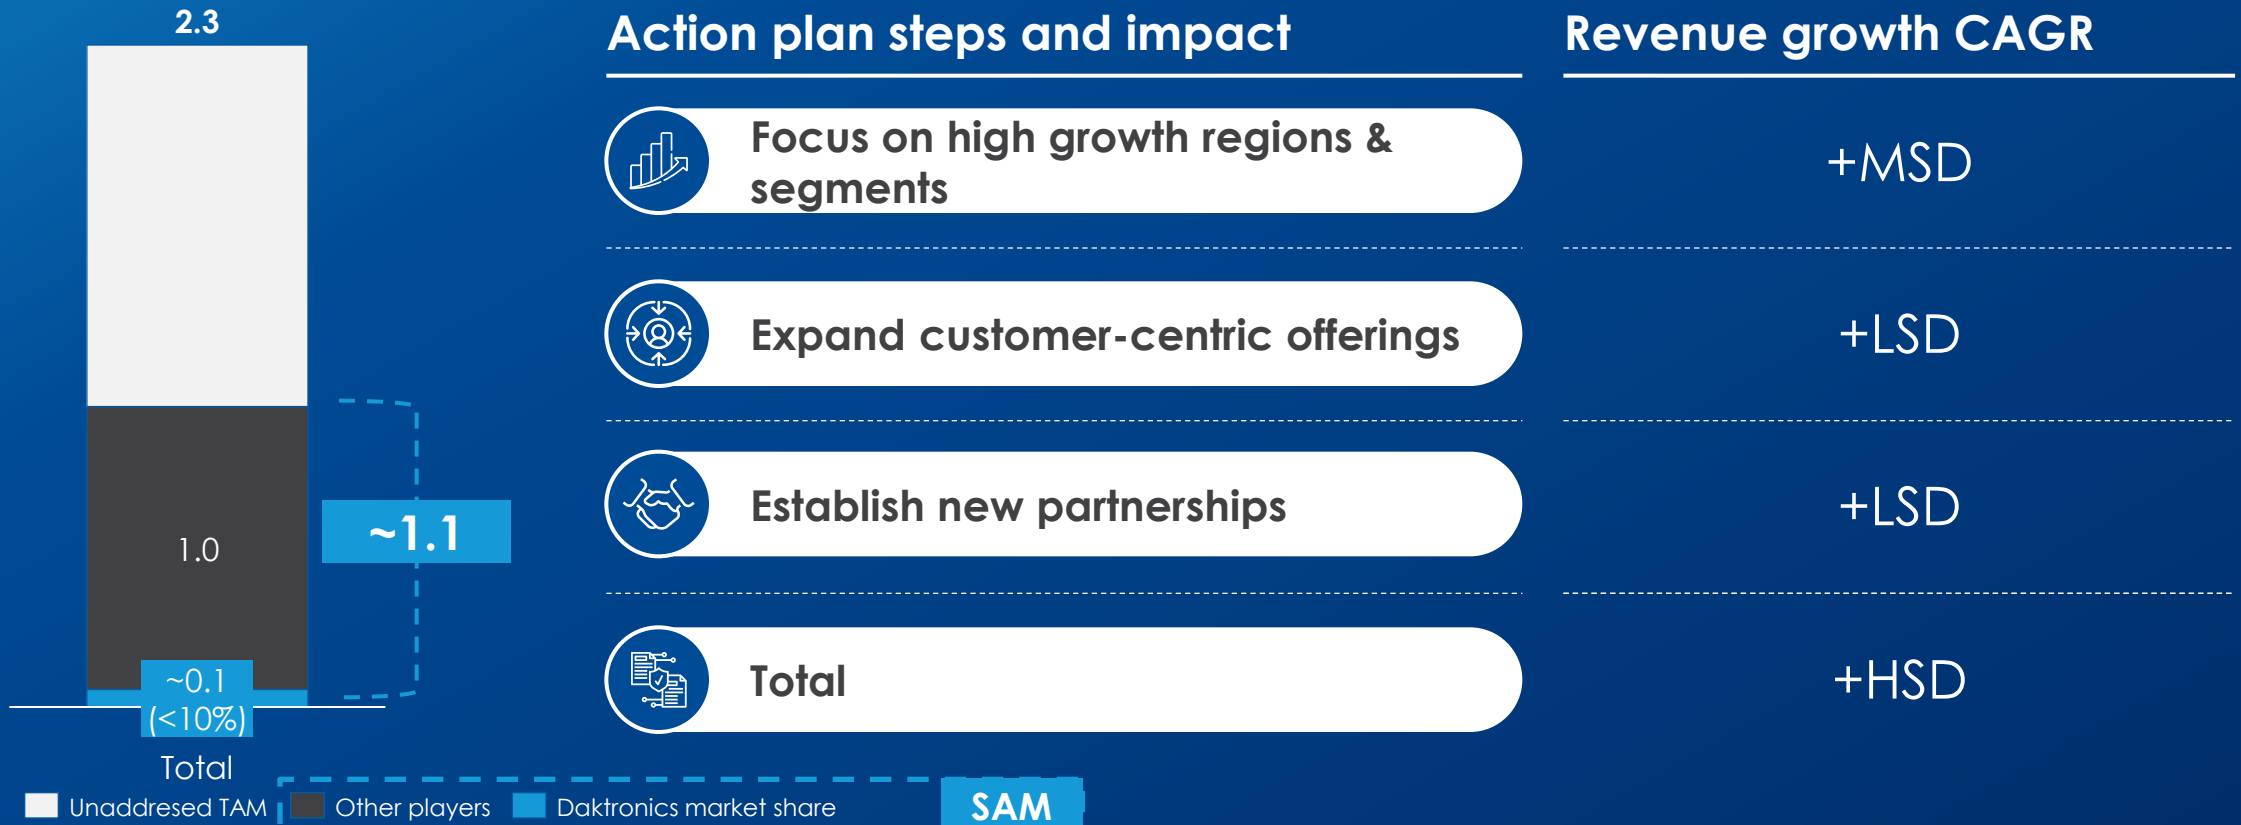 2.3
1.0
~1.1
~0.1
(<10%)
Total
Unaddresed TAM
Other players
Daktronics market share
SAM
Action plan steps and impact
Revenue growth CAGR
Focus on high growth regions &
segments
+MSD
Expand customer-centric offerings
+LSD
Establish new partnerships
+LSD
Total
+HSD